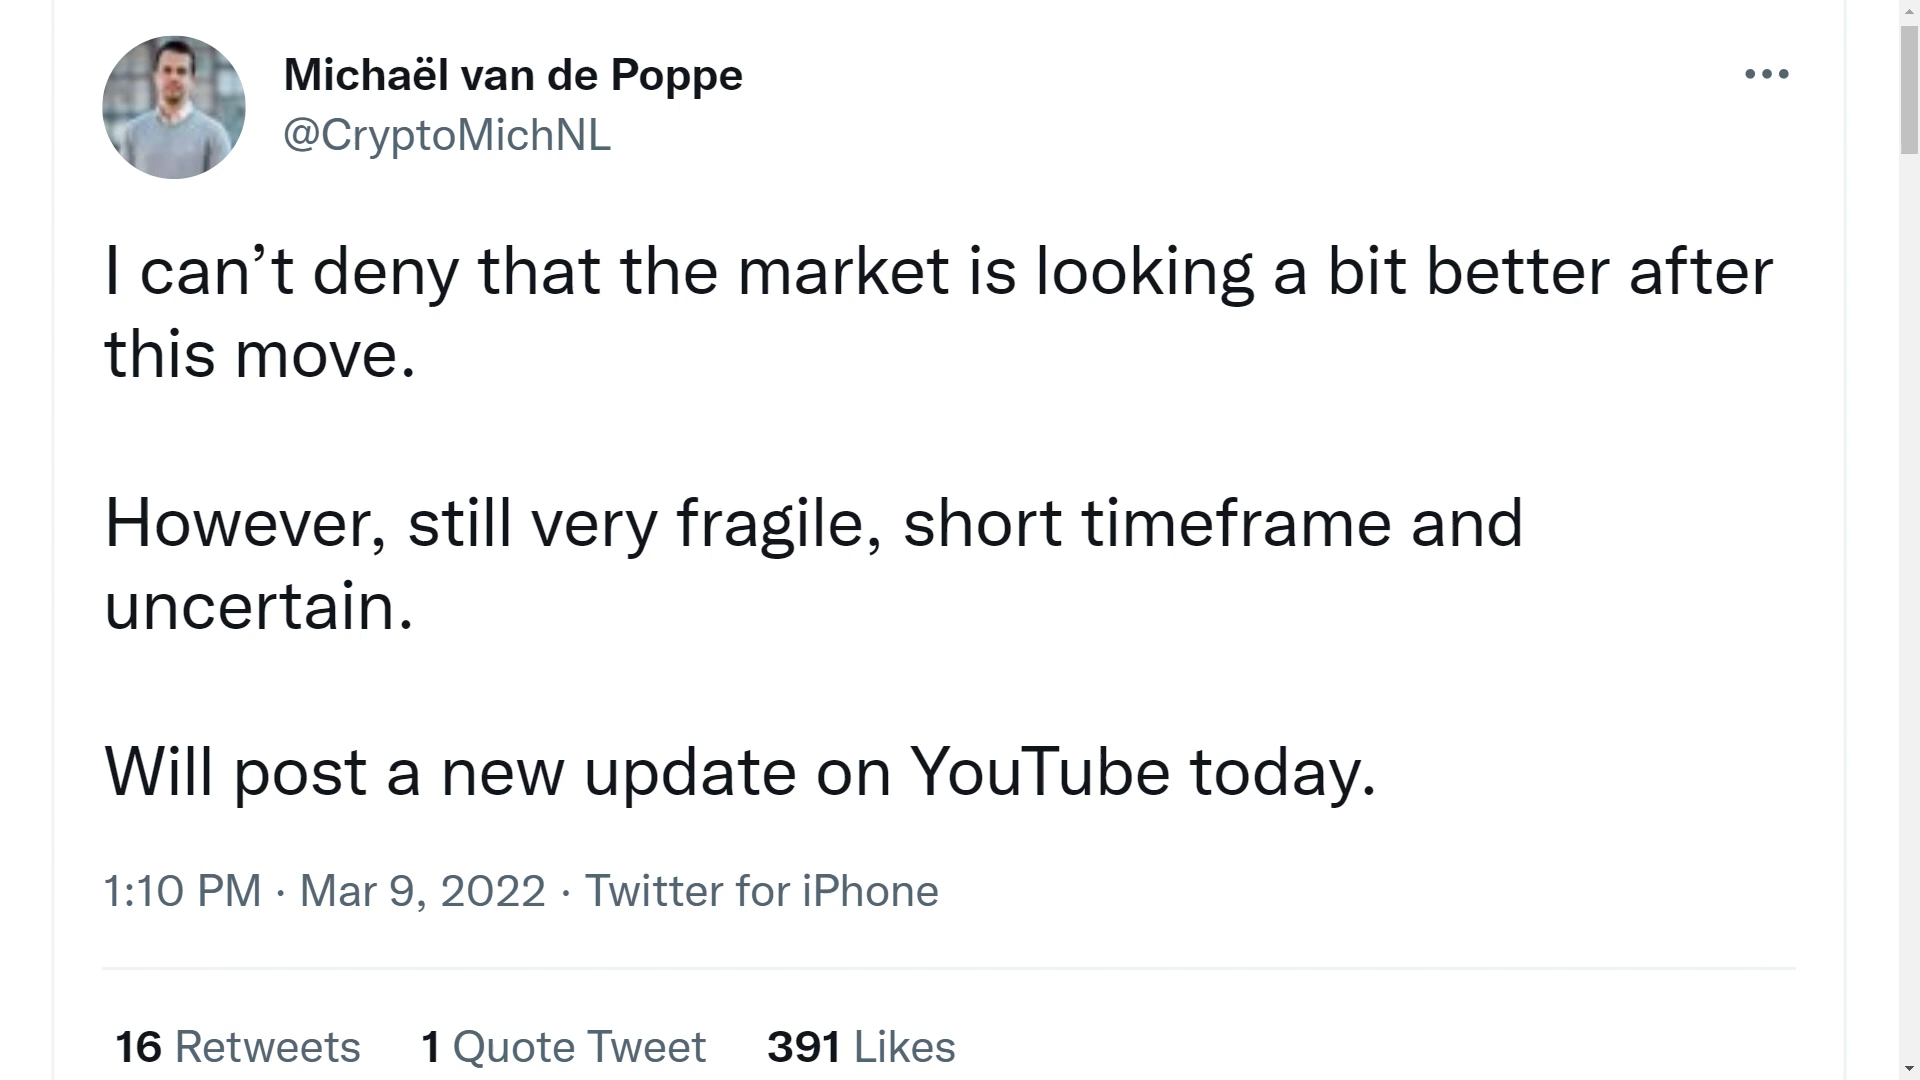 Michaël van de Poppe
@CryptoMichNL
I can’t deny that the market is looking a bit better after
this move.
However, still very fragile, short timeframe and
uncertain.
Will post a new update on YouTube today.
1:10 PM · Mar 9, 2022 · Twitter for iPhone
16 Retweets 1 Quote Tweet 391 Likes